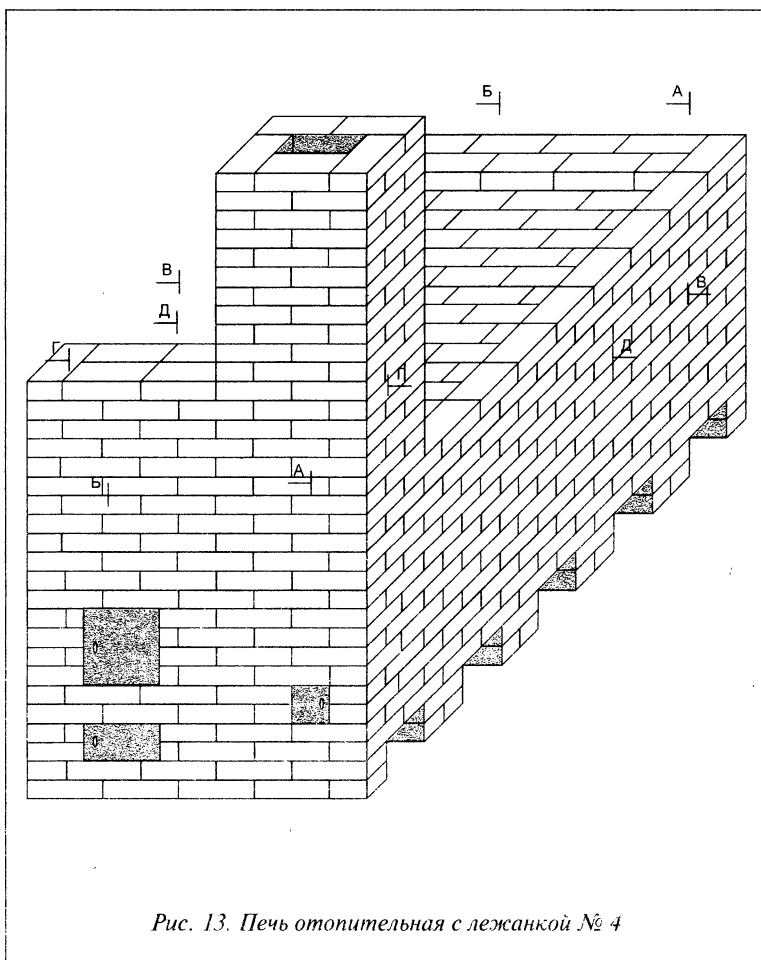 Б А
В
Д
В
Г
Д
Г
Б
А
Рис. 13. Печь отопительная с лежанкой № 4